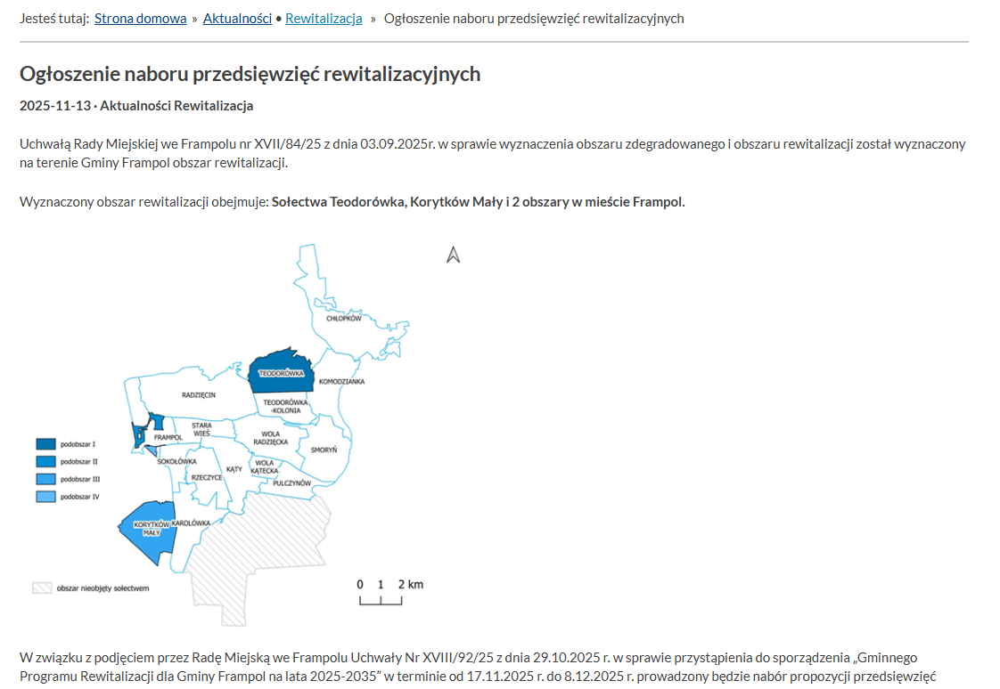 Jesteś tutaj: Strona domowa » Aktualności • Rewitalizacja » Ogłoszenie naboru przedsięwzięć rewitalizacyjnych
Ogłoszenie naboru przedsięwzięć rewitalizacyjnych
2025-11-13 · Aktualności Rewitalizacja
Uchwałą Rady Miejskiej we Frampolu nr XVII/84/25 z dnia 03.09.2025r. w sprawie wyznaczenia obszaru zdegradowanego i obszaru rewitalizacji został wyznaczony
na terenie Gminy Frampol obszar rewitalizacji.
Wyznaczony obszar rewitalizacji obejmuje: Sołectwa Teodorówka, Korytków Mały i 2 obszary w mieście Frampol.
CHŁOPKÓW
TEODORÓWKA
KOMODZIANKA
RADZIĘCIN
TEODORÓWKA
-KOLONIA
STARA
WIEŚ
FRAMPOL
WOLA
RADZIĘCKA
SMORYŃ
podobszar I
podobszar II
podobszar III
podobszar IV
SOKOŁÓWKA
KĄTY
WOLA
KĄTECKA
RZECZYCE
PULCZYNÓW
KORYTKÓW
MAŁY
KAROLÓWKA
obszar nieobjęty sołectwem
0 1 2 km
W związku z podjęciem przez Radę Miejską we Frampolu Uchwały Nr XVIII/92/25 z dnia 29.10.2025 r. w sprawie przystąpienia do sporządzenia „Gminnego
Programu Rewitalizacji dla Gminy Frampol na lata 2025-2035” w terminie od 17.11.2025 r. do 8.12.2025 r. prowadzony będzie nabór propozycji przedsięwzięć